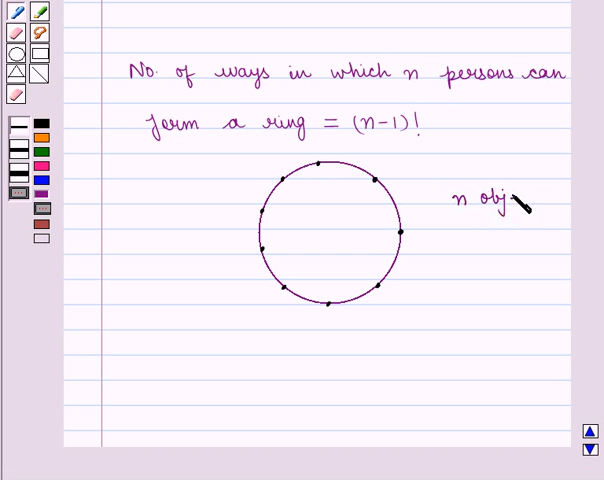 No. of ways in which n persons can
form a ring = (n-1)!
n obj